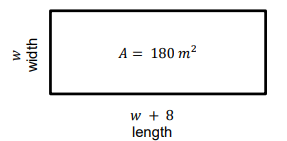 A = 180 m²
w
width
w + 8
length